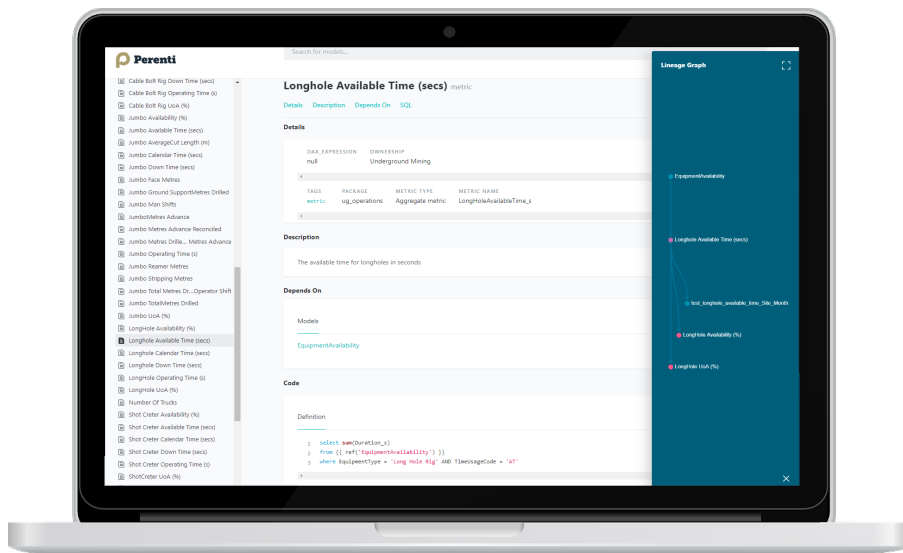 Perenti
Search for models...
Cable Bolt Rig Down Time (secs)
Cable Bolt Rig Operating Time (s)
Cable Bolt Rig UoA (%)
Jumbo Availability (%)
Jumbo Available Time (secs)
Jumbo AverageCut Length (m)
Jumbo Calendar Time (secs)
Jumbo Down Time (secs)
Jumbo Face Metres
Jumbo Ground SupportMetres Drilled
Jumbo Man Shifts
JumboMetres Advance
Jumbo Metres Advance Reconciled
Jumbo Metres Drille... Metres Advance
Jumbo Operating Time (s)
Jumbo Reamer Metres
Jumbo Stripping Metres
Jumbo Total Metres Dr...Operator Shift
Jumbo TotalMetres Drilled
Jumbo UoA (%)
LongHole Availability (%)
Longhole Available Time (secs)
Longhole Calendar Time (secs)
Longhole Down Time (secs)
LongHole Operating Time (s)
LongHole UoA (%)
Number Of Trucks
Shot Creter Availability (%)
Shot Creter Available Time (secs)
Shot Creter Calendar Time (secs)
Shot Creter Down Time (secs)
Shot Creter Operating Time (s)
ShotCreter UoA (%)
Longhole Available Time (secs) metric
Details Description Depends On SQL
Details
DAX_EXPRESSION OWNERSHIP
null Underground Mining
TAGS PACKAGE METRIC TYPE METRIC NAME
metric ug_operations Aggregate metric LongHoleAvailableTime_s
Description
The available time for longholes in seconds
Depends On
Models
EquipmentAvailability
Code
Definition
1 select sum(Duration_s)
2 from {{ ref('EquipmentAvailability') }}
3 where EquipmentType = 'Long Hole Rig' AND TimeUsageCode = 'AT'
Lineage Graph
EquipmentAvailability
Longhole Available Time (secs)
test_longhole_available_time_Site_Month
LongHole Availability (%)
LongHole UoA (%)